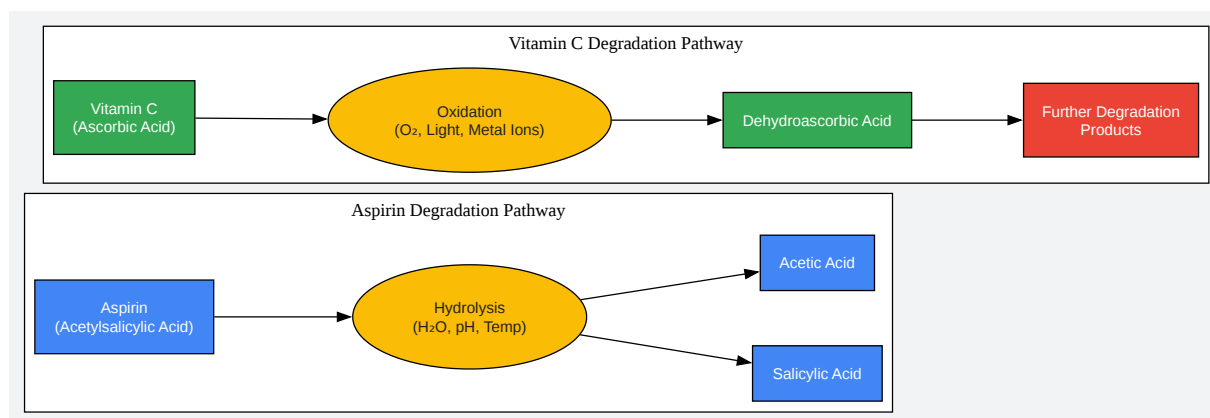 Vitamin C Degradation Pathway
Vitamin C
(Ascorbic Acid)
Oxidation
(O₂, Light, Metal Ions)
Dehydroascorbic Acid
Further Degradation
Products
Aspirin Degradation Pathway
Aspirin
(Acetylsalicylic Acid)
Hydrolysis
(H₂O, pH, Temp)
Acetic Acid
Salicylic Acid